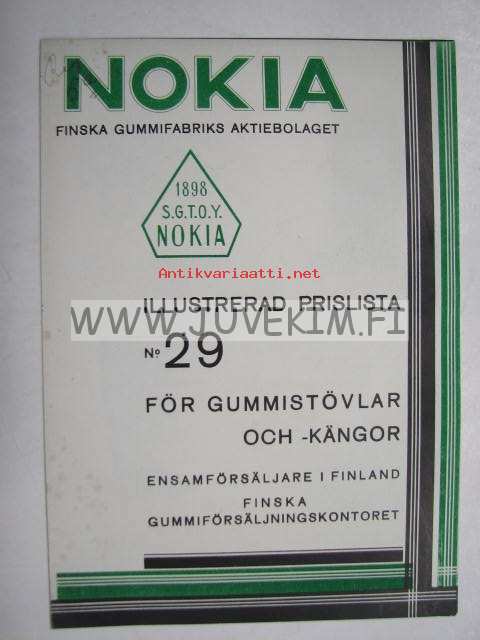 NOKIA
FINSKA GUMMIFABRIKS AKTIEBOLAGET
1898
S.G.T.O.Y.
NOKIA
Antikvariaatti.net
ILLUSTRERAD PRISLISTA
WWW.JUVEKIM.FI
Nº 29
FÖR GUMMISTÖVLAR
OCH -KÄNGOR
ENSAMFÖRSÄLJARE I FINLAND
FINSKA
GUMMIFÖRSÄLJNINGSKONTORET